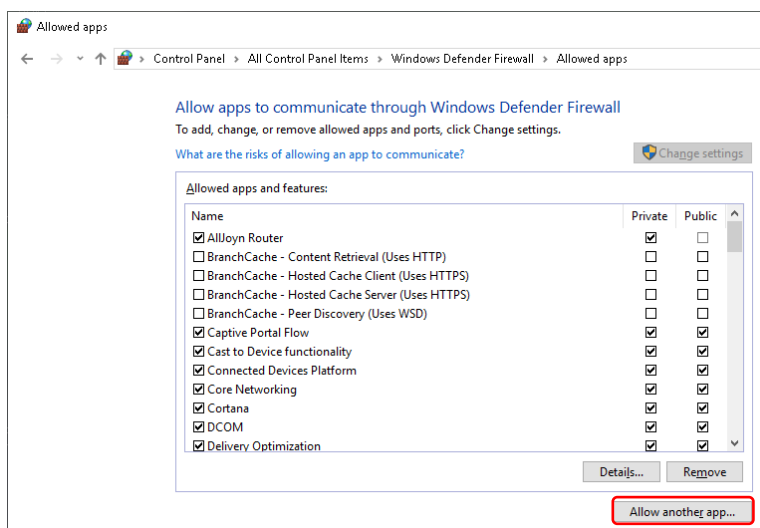 Allowed apps
Control Panel > All Control Panel Items > Windows Defender Firewall > Allowed apps
Allow apps to communicate through Windows Defender Firewall
To add, change, or remove allowed apps and ports, click Change settings.
What are the risks of allowing an app to communicate?
Change settings
Allowed apps and features:
Name Private Public
AllJoyn Router
BranchCache - Content Retrieval (Uses HTTP)
BranchCache - Hosted Cache Client (Uses HTTPS)
BranchCache - Hosted Cache Server (Uses HTTPS)
BranchCache - Peer Discovery (Uses WSD)
Captive Portal Flow
Cast to Device functionality
Connected Devices Platform
Core Networking
Cortana
DCOM
Delivery Optimization
Details... Remove
Allow another app...